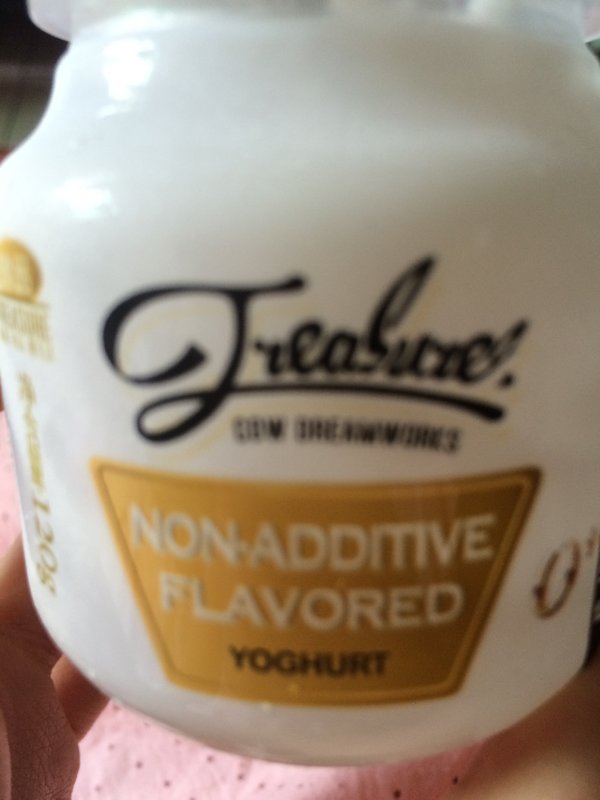 Treasure.
COW DREAMWORKS
NON-ADDITIVE
FLAVORED
YOGHURT